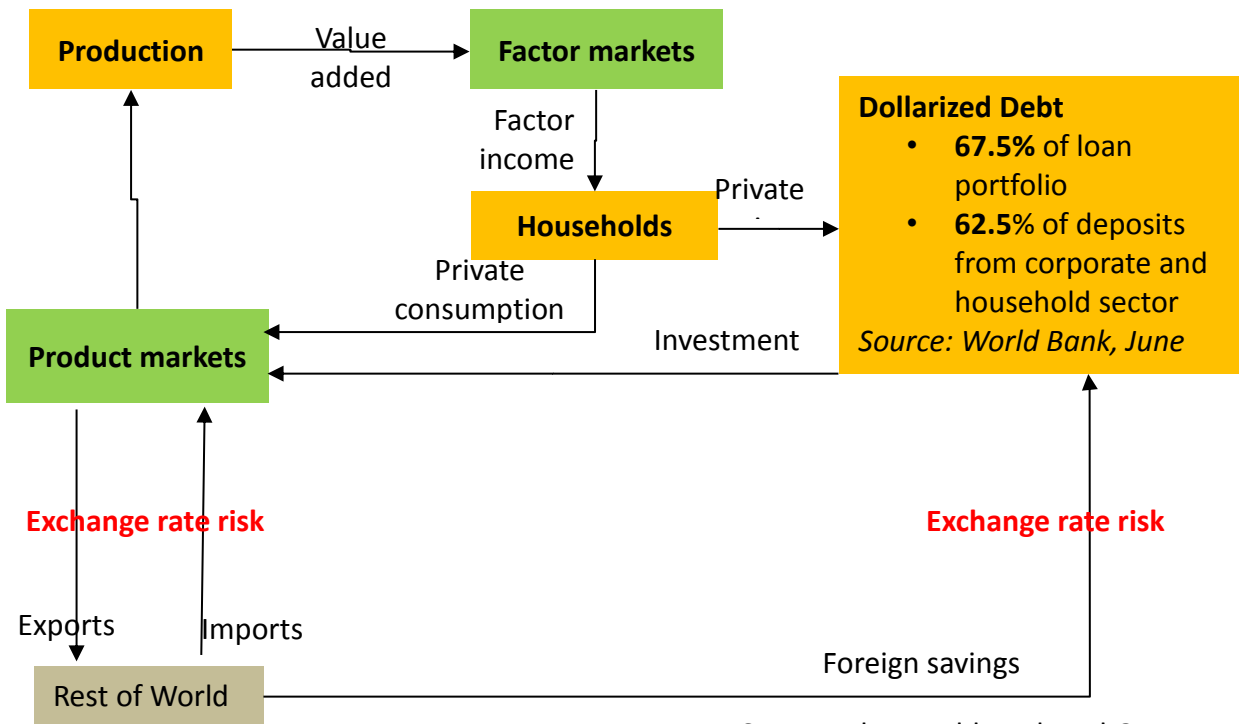 Production
Value
added
Factor markets
Factor
income
Dollarized Debt
• 67.5% of loan
portfolio
• 62.5% of deposits
from corporate and
household sector
Source: World Bank, June
Private
Households
Private
consumption
Investment
Product markets
Exchange rate risk
Exchange rate risk
Exports
Imports
Foreign savings
Rest of World